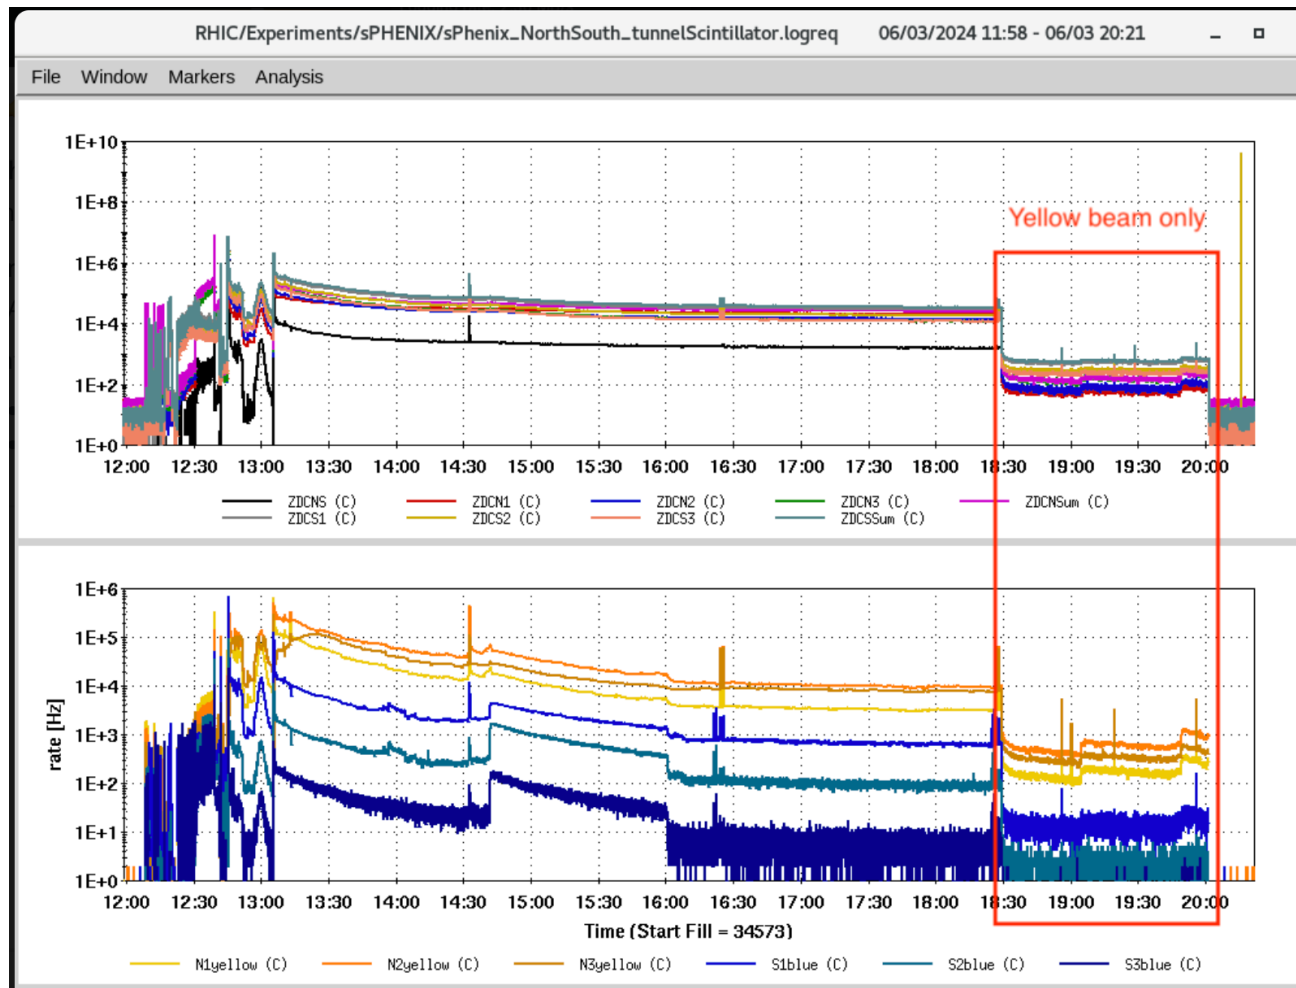 RHIC/Experiments/sPHENIX/sPhenix_NorthSouth_tunnelScintillator.logreq 06/03/2024 11:58 - 06/03 20:21
File Window Markers Analysis
1E+10
1E+8
1E+6
1E+4
1E+2
1E+0
Yellow beam only
12:00 12:30 13:00 13:30 14:00 14:30 15:00 15:30 16:00 16:30 17:00 17:30 18:00 18:30 19:00 19:30 20:00
ZDCNS (C) ZDCN1 (C) ZDCN2 (C) ZDCN3 (C) ZDCNSum (C)
ZDCS1 (C) ZDCS2 (C) ZDCS3 (C) ZDCSSum (C)
1E+6
1E+5
1E+4
1E+3
1E+2
1E+1
1E+0
rate [Hz]
12:00 12:30 13:00 13:30 14:00 14:30 15:00 15:30 16:00 16:30 17:00 17:30 18:00 18:30 19:00 19:30 20:00
Time (Start Fill = 34573)
N1yellow (C) N2yellow (C) N3yellow (C) S1blue (C) S2blue (C) S3blue (C)